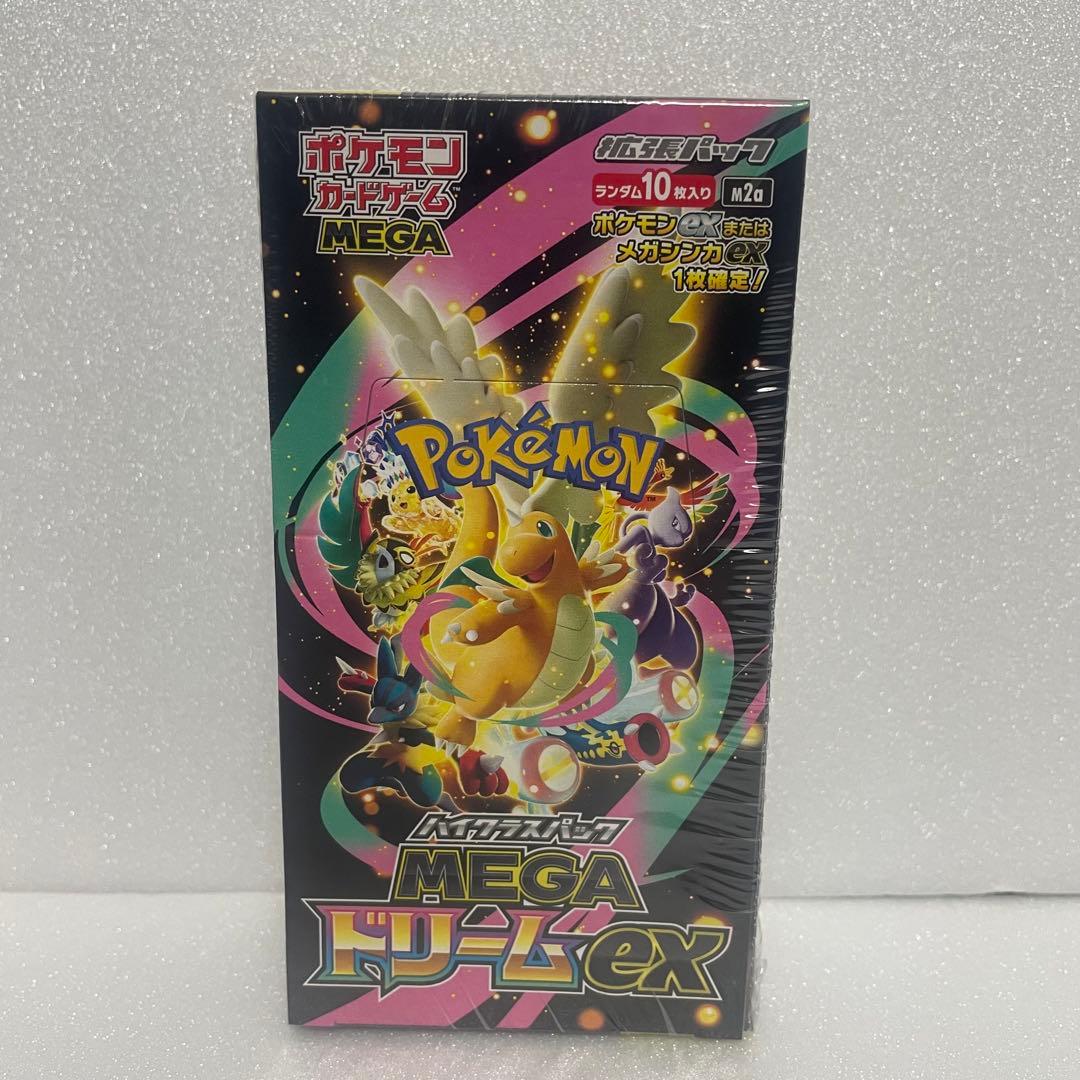 ポケモン
カードゲーム™
MEGA
拡張パック
ランダム10枚入り M2a
ポケモンexまたは
メガシンカex
1枚確定!
POKÉMON™
ハイクラスパック
MEGA
ドリームex